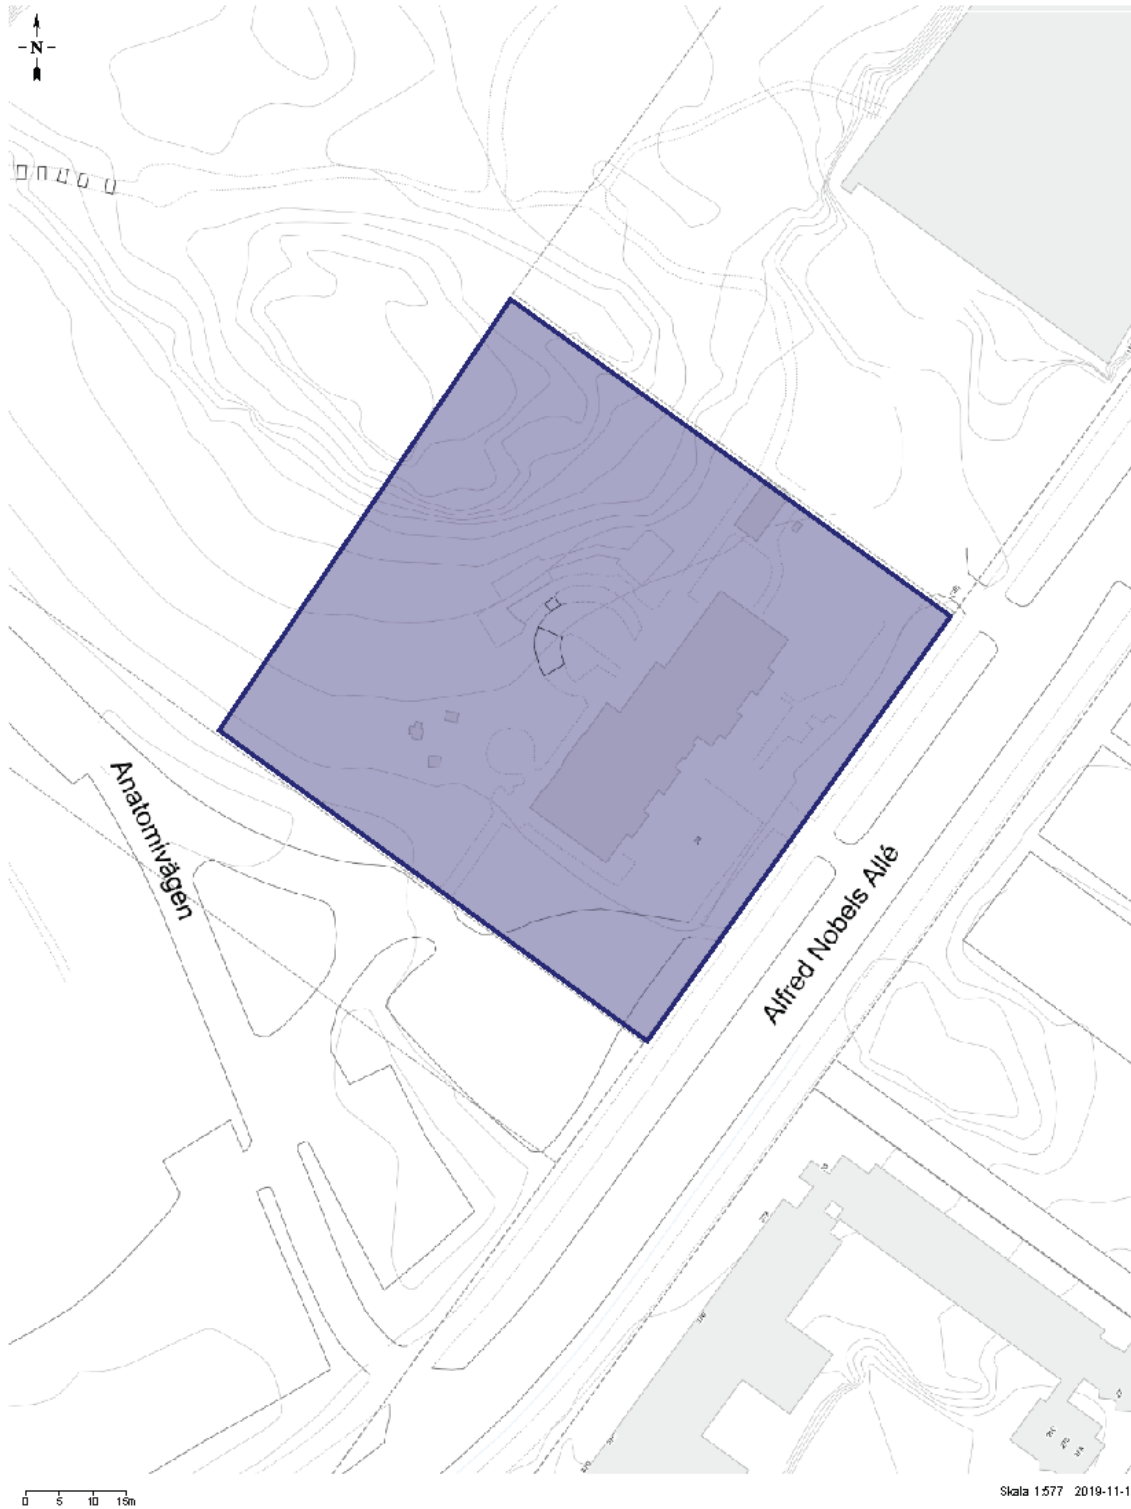 N
Anatomivägen
Alfred Nobels Allé
0 5 10 15m
Skala 1:577 2019-11-1